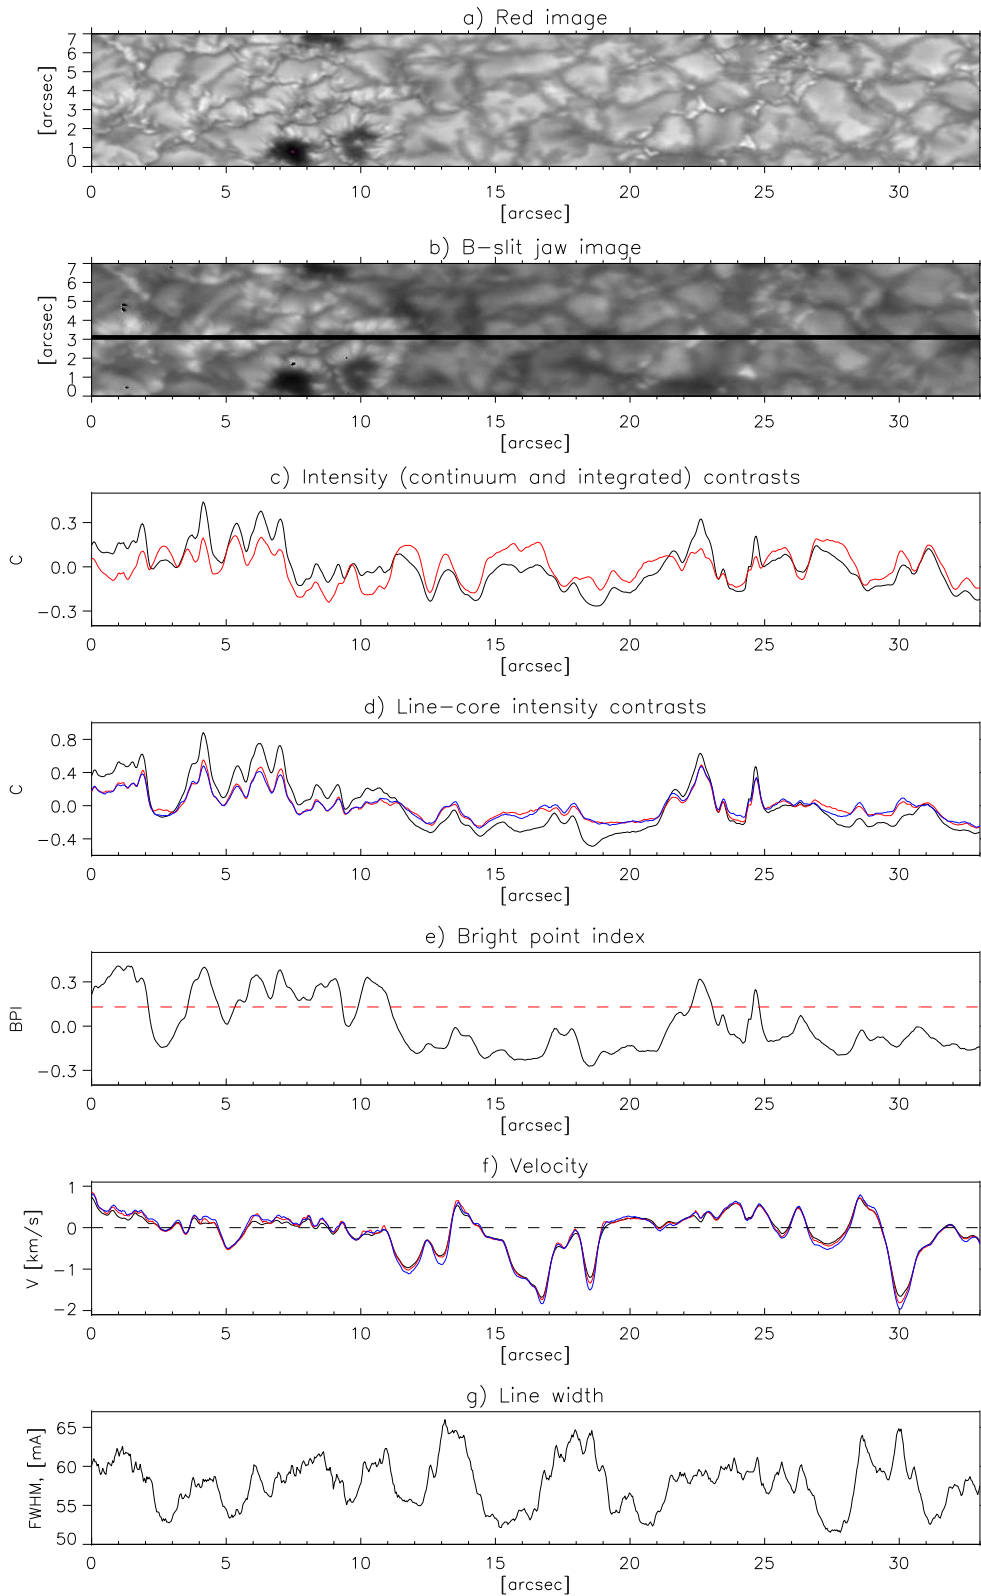 a) Red image
7
6
5
4
3
2
1
0
[arcsec]
0 5 10 15 20 25 30
[arcsec]
b) B-slit jaw image
7
6
5
4
3
2
1
0
[arcsec]
0 5 10 15 20 25 30
[arcsec]
c) Intensity (continuum and integrated) contrasts
0.3
0.0
-0.3
C
0 5 10 15 20 25 30
[arcsec]
d) Line-core intensity contrasts
0.8
0.4
0.0
-0.4
C
0 5 10 15 20 25 30
[arcsec]
e) Bright point index
0.3
0.0
-0.3
BPI
0 5 10 15 20 25 30
[arcsec]
f) Velocity
1
0
-1
-2
V [km/s]
0 5 10 15 20 25 30
[arcsec]
g) Line width
65
60
55
50
FWHM, [mA]
0 5 10 15 20 25 30
[arcsec]